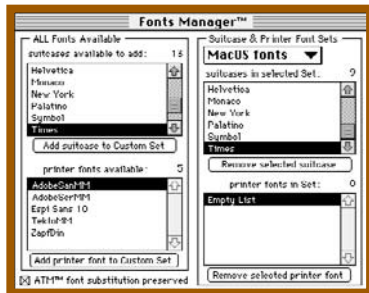 Fonts Manager™
ALL Fonts Available
suitcases available to add: 13
Helvetica
Monaco
New York
Palatino
Symbol
Times
Add suitcase to Custom Set
printer fonts available: 5
AdobeSanMM
AdobeSerMM
Espi Sans 10
TektoMM
ZapfDin
Add printer font to Custom Set
ATM™ font substitution preserved
Suitcase & Printer Font Sets
MacUS fonts
suitcases in selected Set: 9
Helvetica
Monaco
New York
Palatino
Symbol
Times
Remove selected suitcase
printer fonts in Set: 0
Empty List
Remove selected printer font